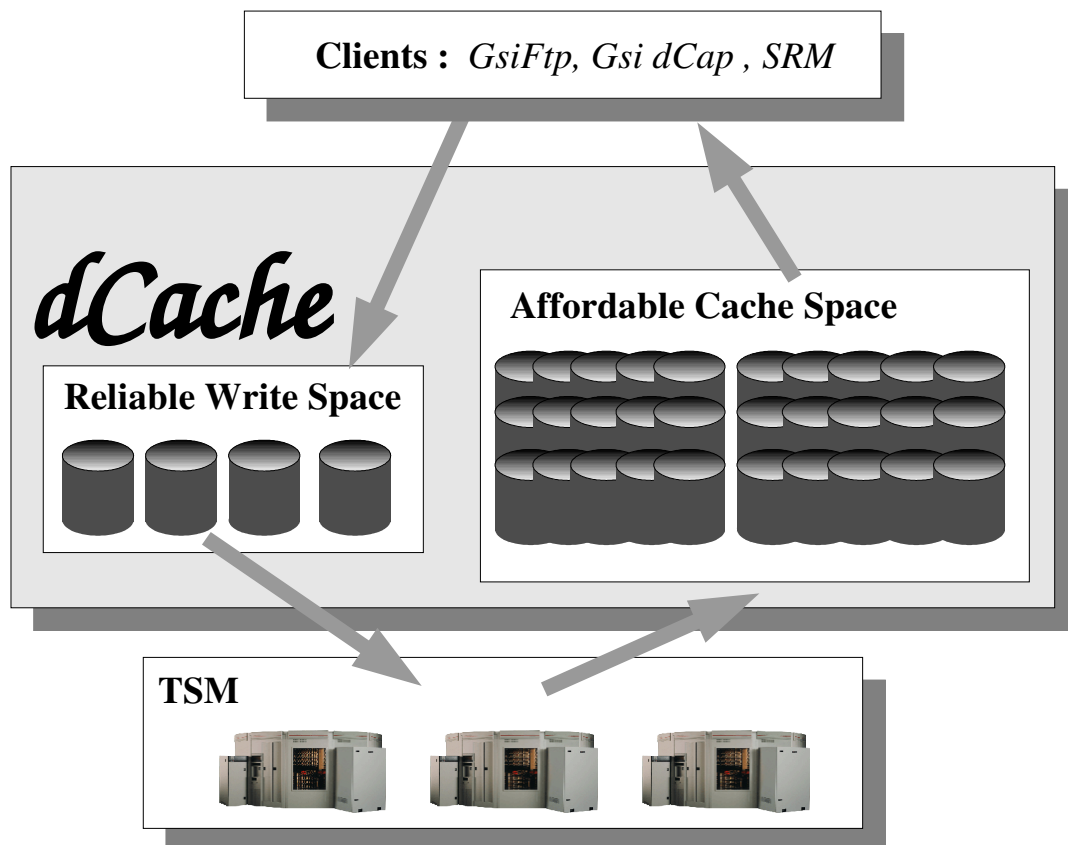 Clients : GsiFtp, Gsi dCap , SRM
dCache
Affordable Cache Space
Reliable Write Space
TSM